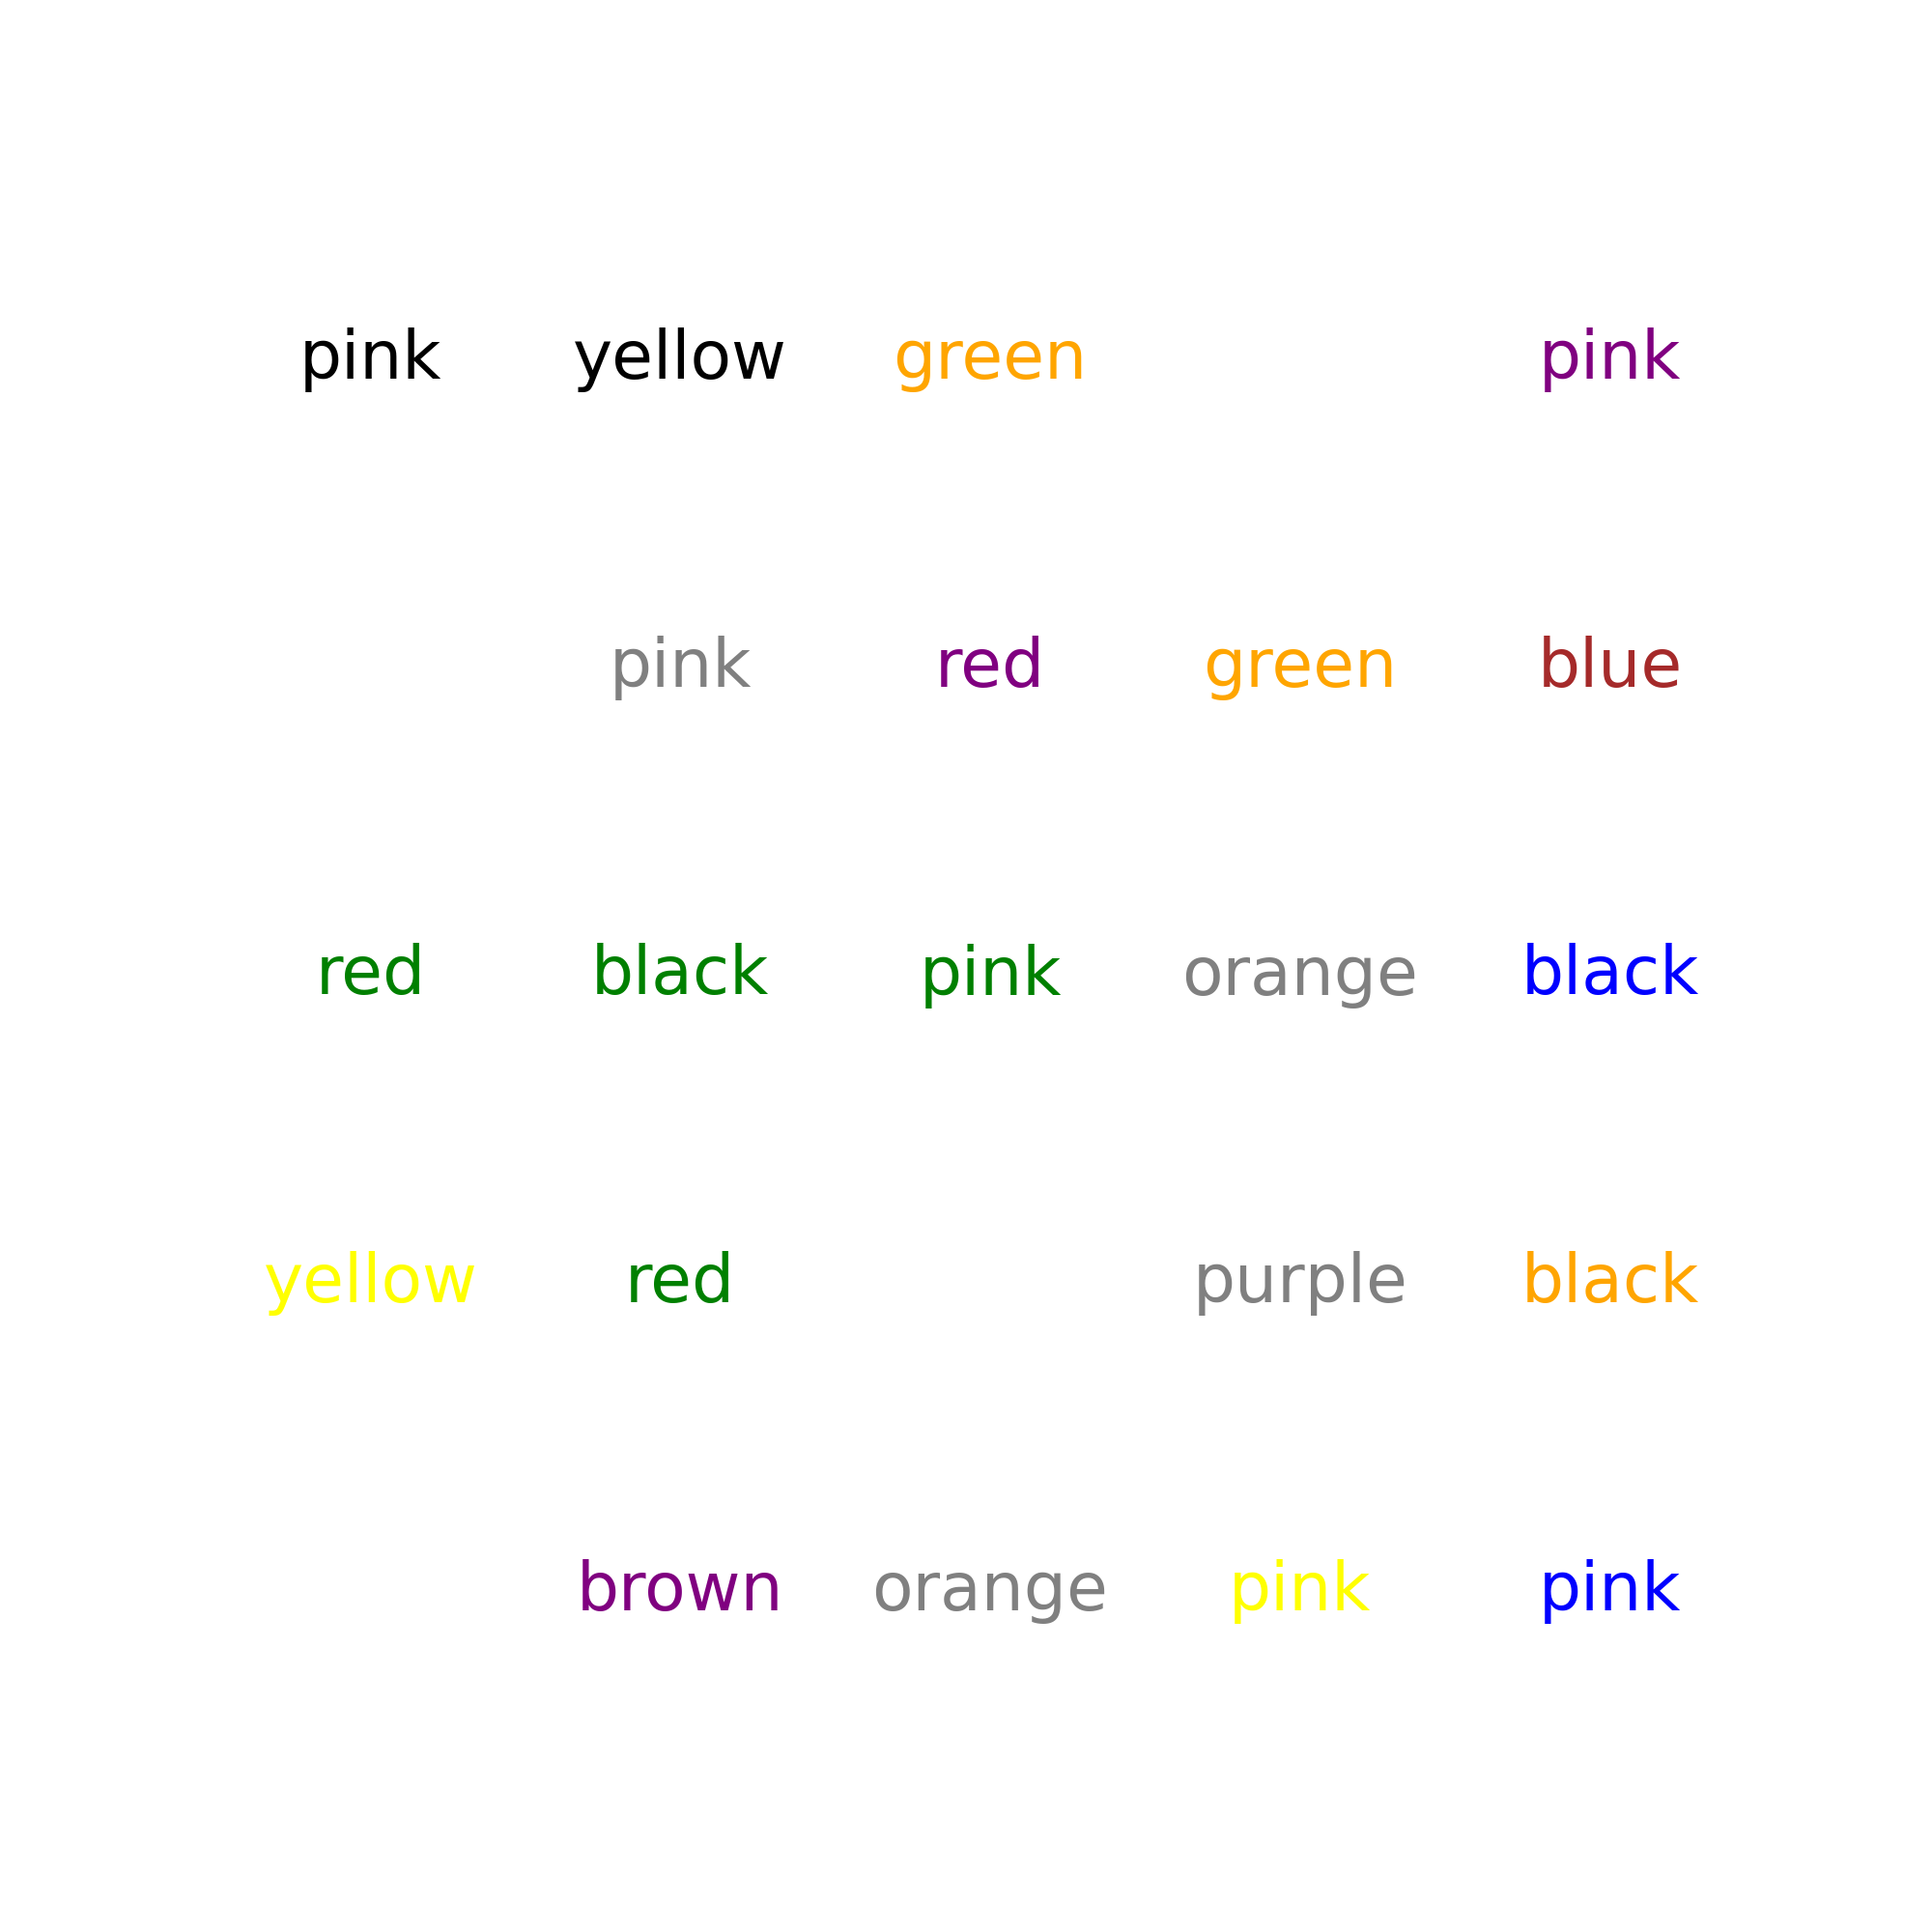 pink yellow green pink
pink red green blue
red black pink orange black
yellow red purple black
brown orange pink pink